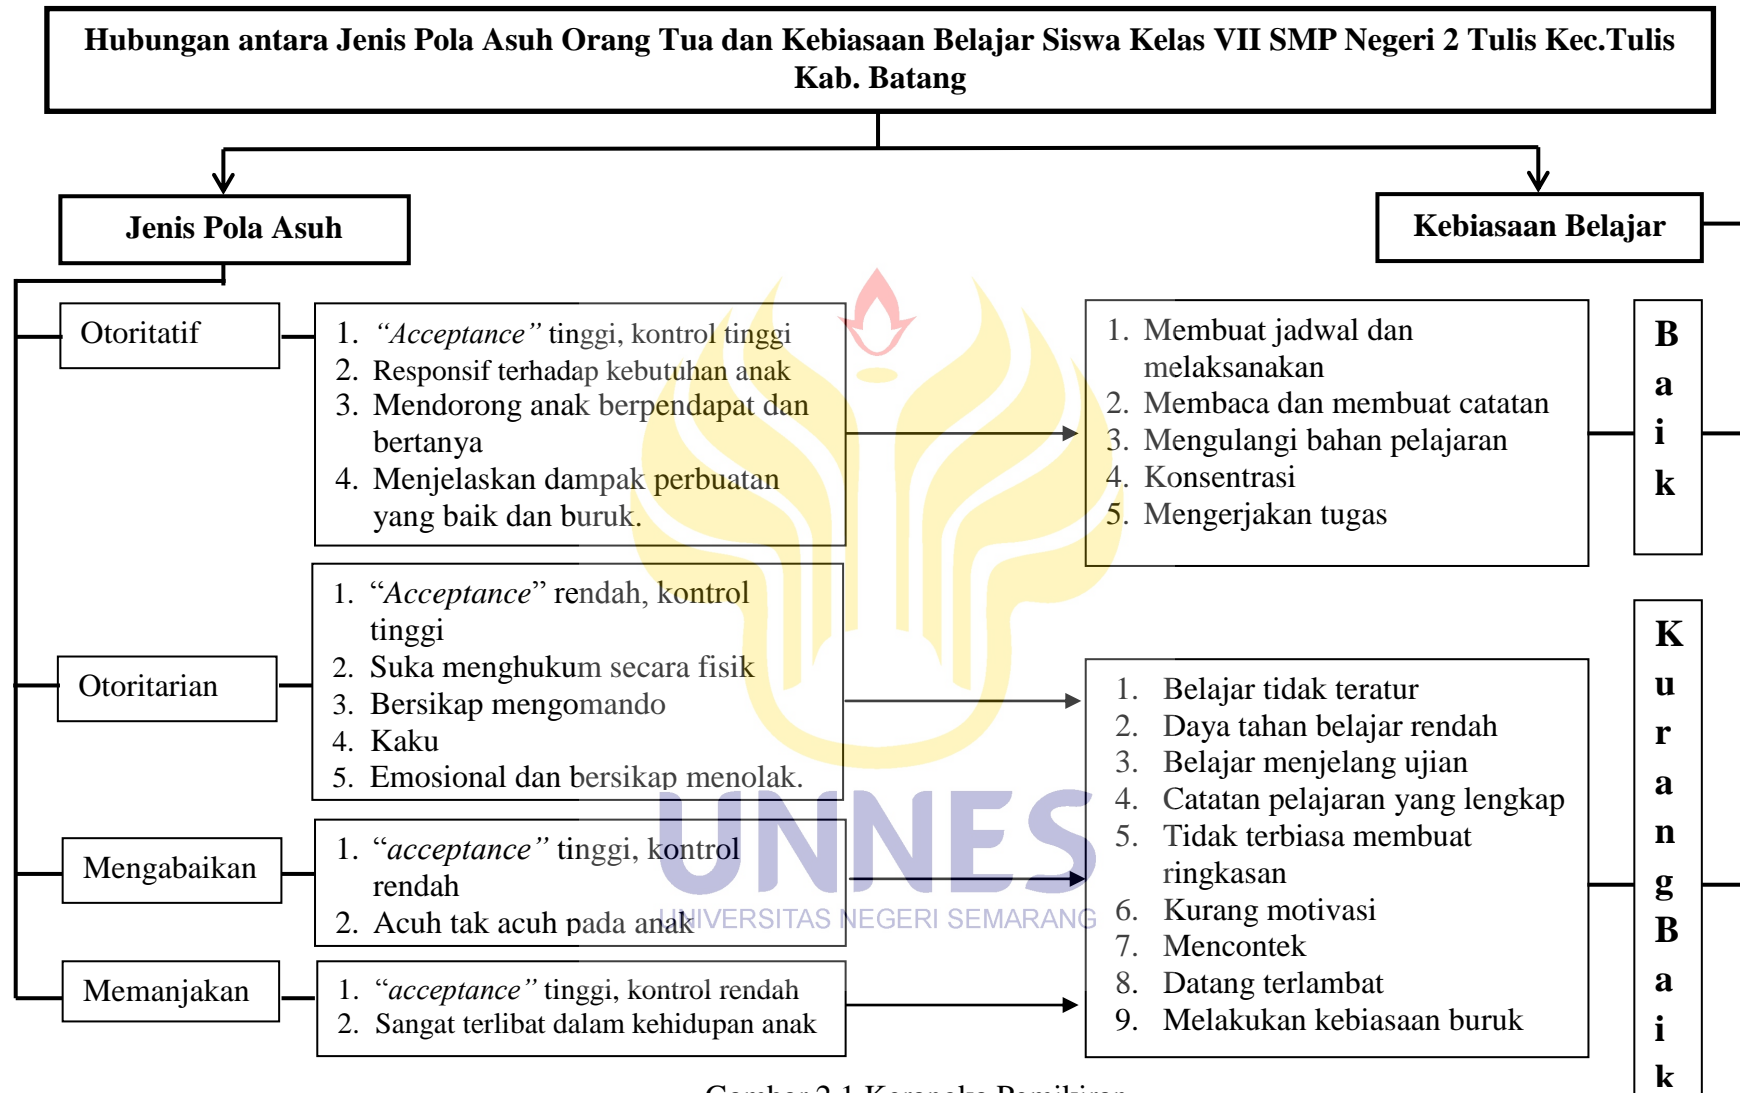 Hubungan antara Jenis Pola Asuh Orang Tua dan Kebiasaan Belajar Siswa Kelas VII SMP Negeri 2 Tulis Kec.Tulis
Kab. Batang
Jenis Pola Asuh
Kebiasaan Belajar
Otoritatif
1. “Acceptance” tinggi, kontrol tinggi
2. Responsif terhadap kebutuhan anak
3. Mendorong anak berpendapat dan
bertanya
4. Menjelaskan dampak perbuatan
yang baik dan buruk.
1. Membuat jadwal dan
melaksanakan
2. Membaca dan membuat catatan
3. Mengulangi bahan pelajaran
4. Konsentrasi
5. Mengerjakan tugas
B
a
i
k
Otoritarian
1. “Acceptance” rendah, kontrol
tinggi
2. Suka menghukum secara fisik
3. Bersikap mengomando
4. Kaku
5. Emosional dan bersikap menolak.
Mengabaikan
1. “acceptance” tinggi, kontrol
rendah
2. Acuh tak acuh pada anak
Memanjakan
1. “acceptance” tinggi, kontrol rendah
2. Sangat terlibat dalam kehidupan anak
1. Belajar tidak teratur
2. Daya tahan belajar rendah
3. Belajar menjelang ujian
4. Catatan pelajaran yang lengkap
5. Tidak terbiasa membuat
ringkasan
6. Kurang motivasi
7. Mencontek
8. Datang terlambat
9. Melakukan kebiasaan buruk
K
u
r
a
n
g
B
a
i
k
UNNES
UNIVERSITAS NEGERI SEMARANG
Gambar 2.1 Kerangka Pemikiran